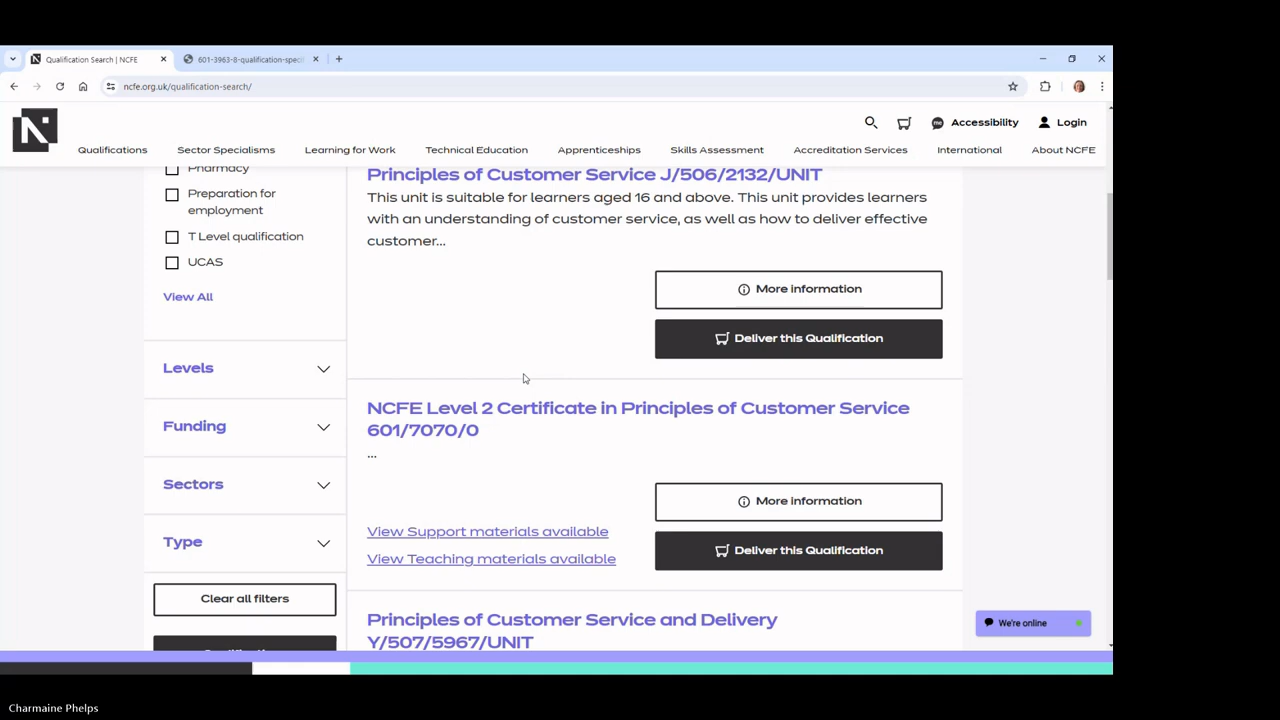 Qualification Search | NCFE
601-3963-8-qualification-speci
ncfe.org.uk/qualification-search/
N
me
Accessibility
Login
Qualifications
Sector Specialisms
Learning for Work
Technical Education
Apprenticeships
Skills Assessment
Accreditation Services
International
About NCFE
Pharmacy
Preparation for
employment
T Level qualification
UCAS
View All
Levels
Funding
Sectors
Type
Clear all filters
Principles of Customer Service J/506/2132/UNIT
This unit is suitable for learners aged 16 and above. This unit provides learners
with an understanding of customer service, as well as how to deliver effective
customer...
More information
Deliver this Qualification
NCFE Level 2 Certificate in Principles of Customer Service
601/7070/0
...
View Support materials available
View Teaching materials available
More information
Deliver this Qualification
Principles of Customer Service and Delivery
Y/507/5967/UNIT
We're online
Charmaine Phelps